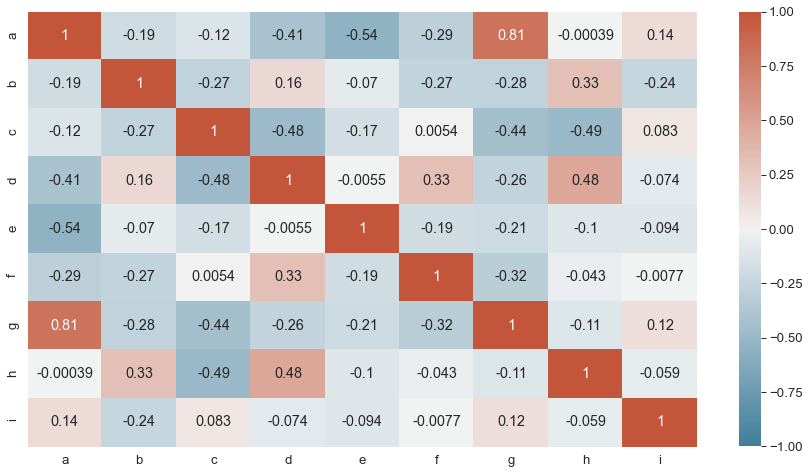 a 1 -0.19 -0.12 -0.41 -0.54 -0.29 0.81 -0.00039 0.14
b -0.19 1 -0.27 0.16 -0.07 -0.27 -0.28 0.33 -0.24
c -0.12 -0.27 1 -0.48 -0.17 0.0054 -0.44 -0.49 0.083
d -0.41 0.16 -0.48 1 -0.0055 0.33 -0.26 0.48 -0.074
e -0.54 -0.07 -0.17 -0.0055 1 -0.19 -0.21 -0.1 -0.094
f -0.29 -0.27 0.0054 0.33 -0.19 1 -0.32 -0.043 -0.0077
g 0.81 -0.28 -0.44 -0.26 -0.21 -0.32 1 -0.11 0.12
h -0.00039 0.33 -0.49 0.48 -0.1 -0.043 -0.11 1 -0.059
i 0.14 -0.24 0.083 -0.074 -0.094 -0.0077 0.12 -0.059 1
a b c d e f g h i
1.00
0.75
0.50
0.25
0.00
-0.25
-0.50
-0.75
-1.00